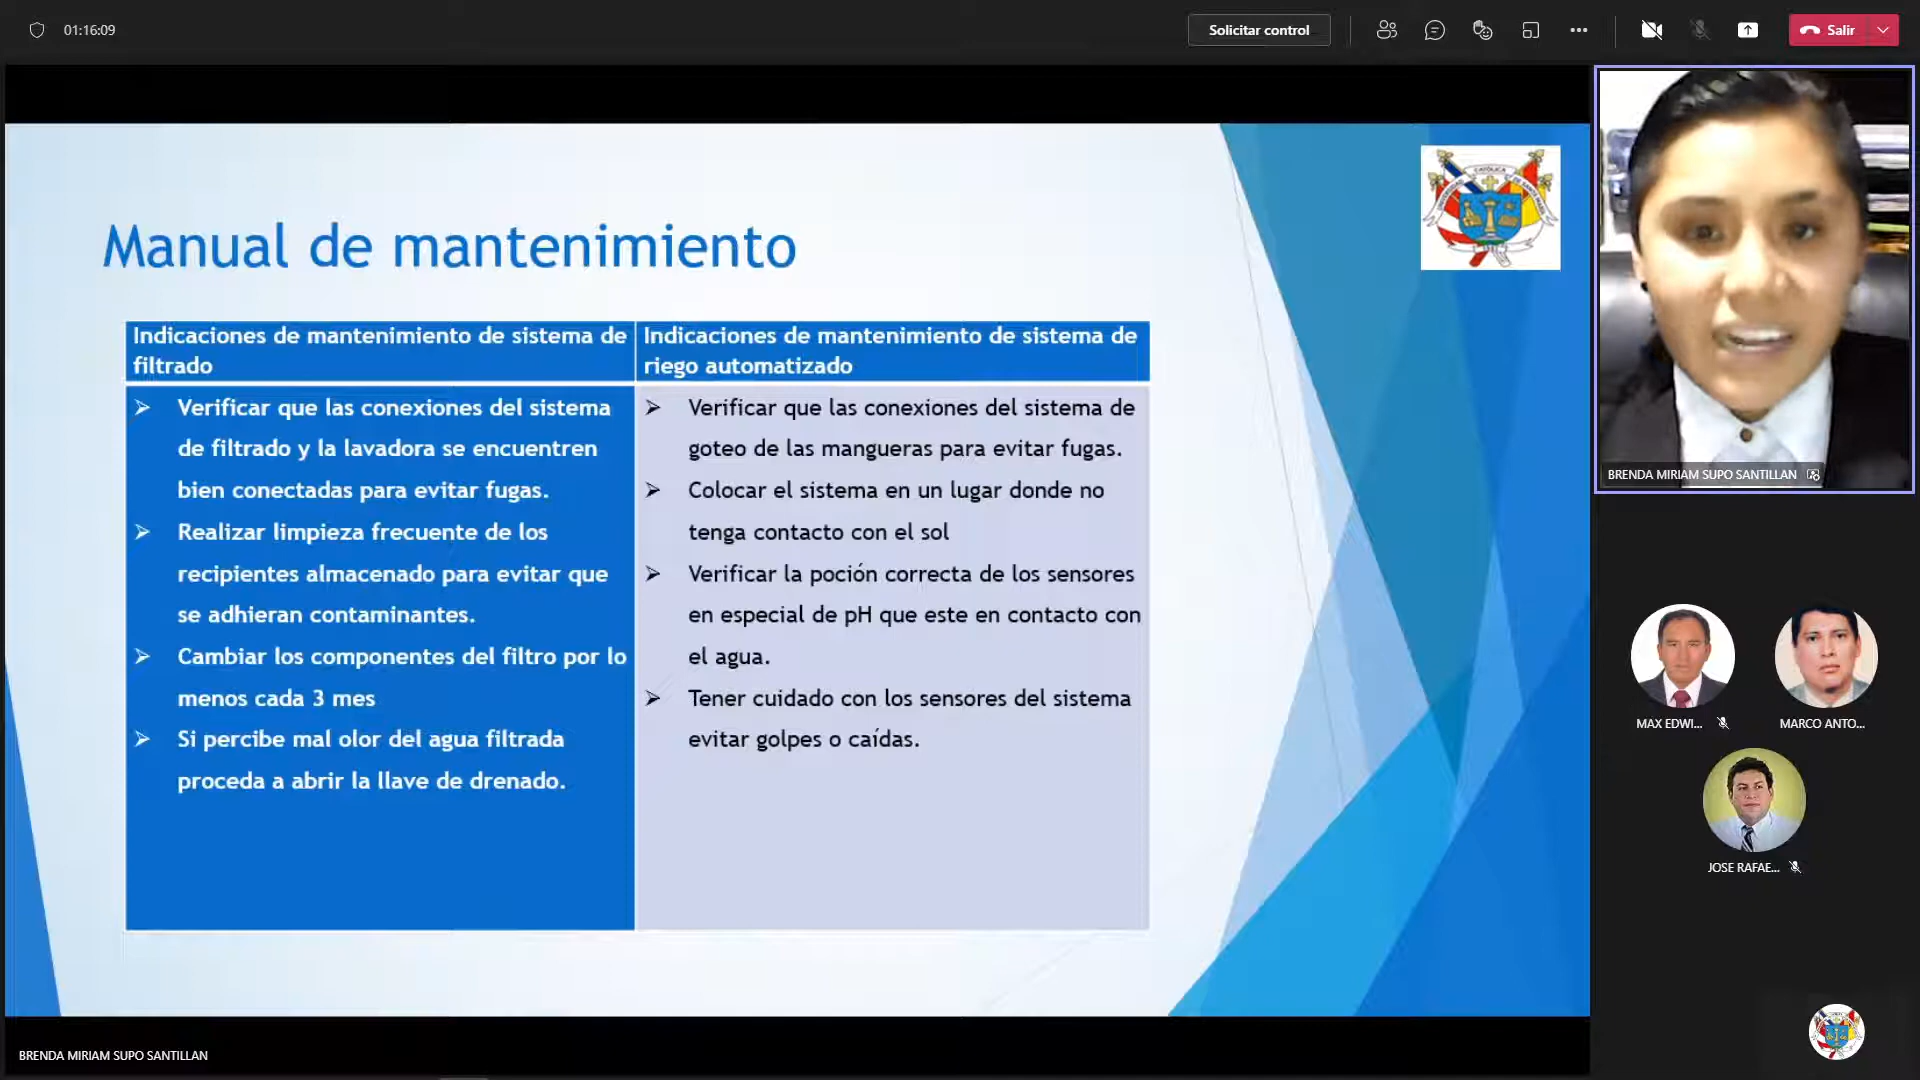 01:16:09
Solicitar control
Salir
Manual de mantenimiento
Indicaciones de mantenimiento de sistema de
filtrado
Verificar que las conexiones del sistema
de filtrado y la lavadora se encuentren
bien conectadas para evitar fugas.
Realizar limpieza frecuente de los
recipientes almacenado para evitar que
se adhieran contaminantes.
Cambiar los componentes del filtro por lo
menos cada 3 mes
Si percibe mal olor del agua filtrada
proceda a abrir la llave de drenado.
Indicaciones de mantenimiento de sistema de
riego automatizado
Verificar que las conexiones del sistema de
goteo de las mangueras para evitar fugas.
Colocar el sistema en un lugar donde no
tenga contacto con el sol
Verificar la poción correcta de los sensores
en especial de pH que este en contacto con
el agua.
Tener cuidado con los sensores del sistema
evitar golpes o caídas.
BRENDA MIRIAM SUPO SANTILLAN
MAX EDWI...
MARCO ANTO...
JOSE RAFAE...
BRENDA MIRIAM SUPO SANTILLAN